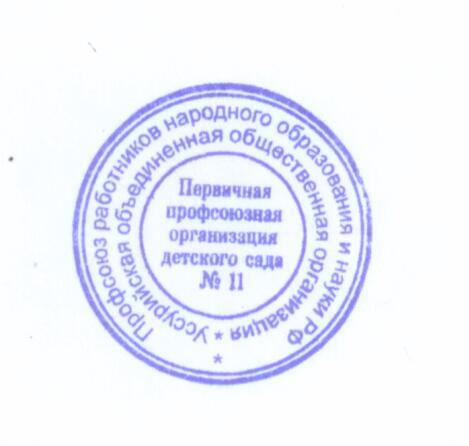 Профсоюз работников народного образования и науки РФ *
Уссурийская объединенная общественная организация *
Первичная
профсоюзная
организация
детского сада
№ 11